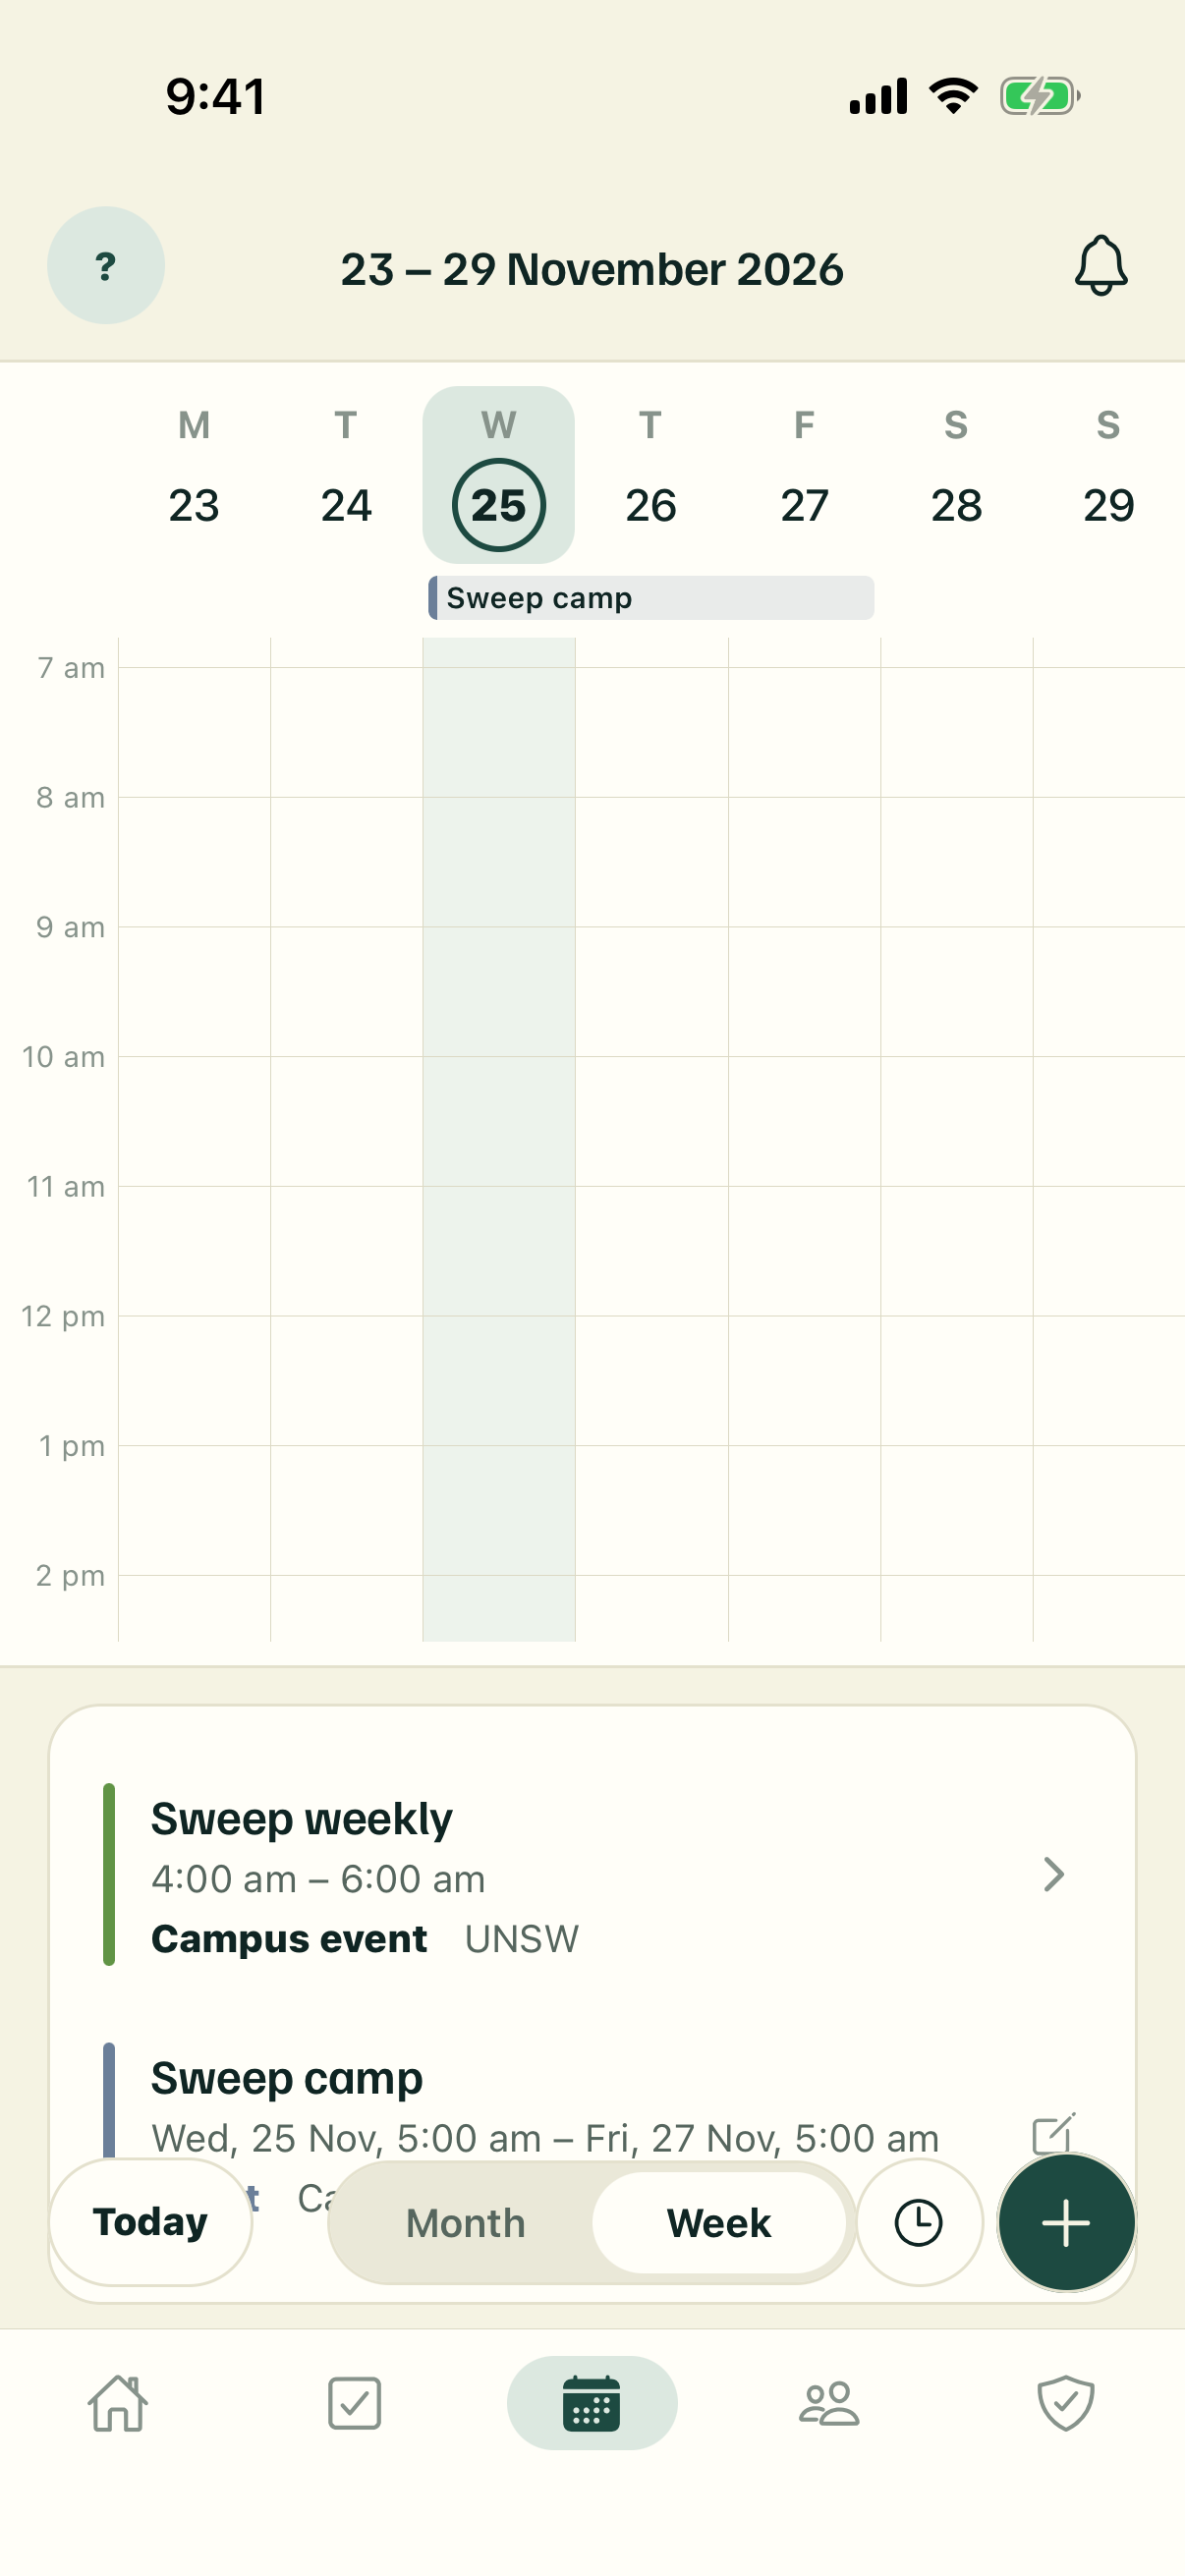 9:41
?
23 – 29 November 2026
M T W T F S S
23 24 25 26 27 28 29
Sweep camp
7 am
8 am
9 am
10 am
11 am
12 pm
1 pm
2 pm
Sweep weekly
4:00 am – 6:00 am
Campus event UNSW
Sweep camp
Wed, 25 Nov, 5:00 am – Fri, 27 Nov, 5:00 am
Today Month Week